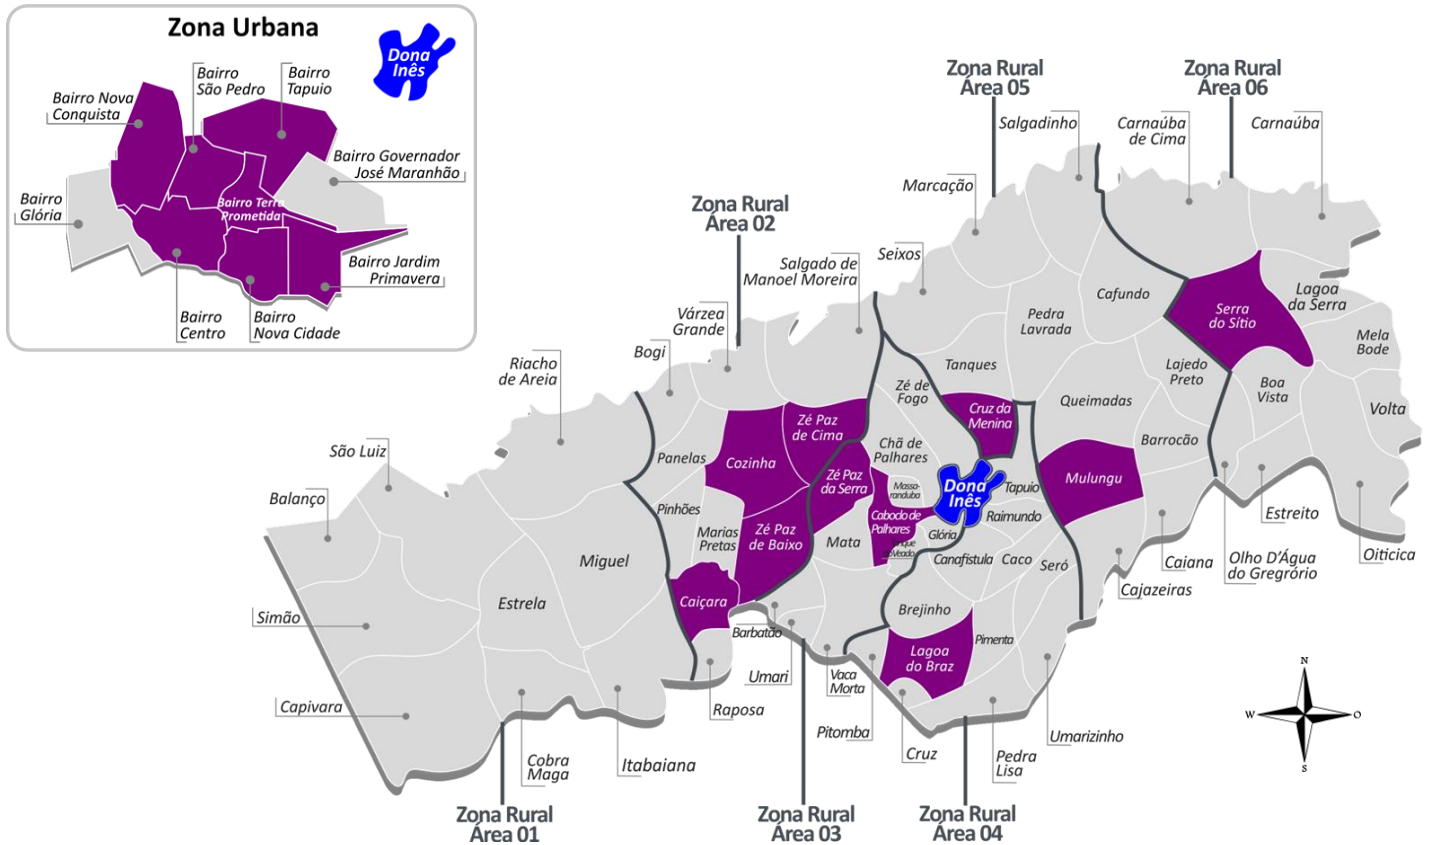 Zona Urbana
Dona
Inês
Bairro
São Pedro
Bairro
Tapuio
Bairro Nova
Conquista
Bairro Governador
José Maranhão
Bairro
Glória
Bairro Terra
Prometida
Bairro Jardim
Primavera
Bairro
Centro
Bairro
Nova Cidade
Zona Rural
Área 05
Zona Rural
Área 06
Salgadinho
Carnaúba
de Cima
Carnaúba
Marcação
Zona Rural
Área 02
Seixos
Salgado de
Manoel Moreira
Cafundo
Lagoa
da Serra
Serra
do Sítio
Pedra
Lavrada
Várzea
Grande
Mela
Bode
Bogi
Riacho
de Areia
Tanques
Lajedo
Preto
Zé de
Fogo
Boa
Vista
Queimadas
Volta
Cruz da
Menina
Zé Paz
de Cima
Barrocão
Chã de
Palhares
São Luiz
Panelas
Cozinha
Mulungu
Zé Paz
da Serra
Massa-
randuba
Dona
Inês
Tapuio
Balanço
Pinhões
Caboclo de
Palhares
Raimundo
Estreito
Marias
Pretas
Zé Paz
de Baixo
Mata
Glória
Oiticica
Miguel
Canafístula
Caco
Seró
Caiana
Olho D'Água
do Gregrório
Cajazeiras
Estrela
Caiçara
Brejinho
Simão
Barbatão
Pimenta
Lagoa
do Braz
Umari
Vaca
Morta
Capivara
Raposa
Pitomba
Umarizinho
Cruz
Pedra
Lisa
Cobra
Maga
Itabaiana
N
W
O
S
Zona Rural
Área 01
Zona Rural
Área 03
Zona Rural
Área 04